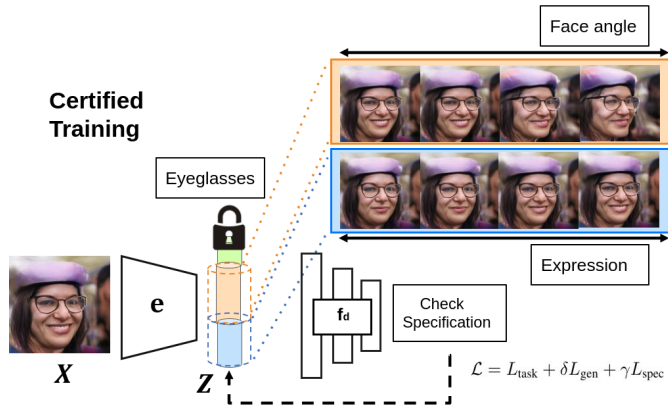 Face angle
Certified
Training
Eyeglasses
Expression
e
f_d
Check
Specification
X
Z
ℒ = L_task + δL_gen + γL_spec